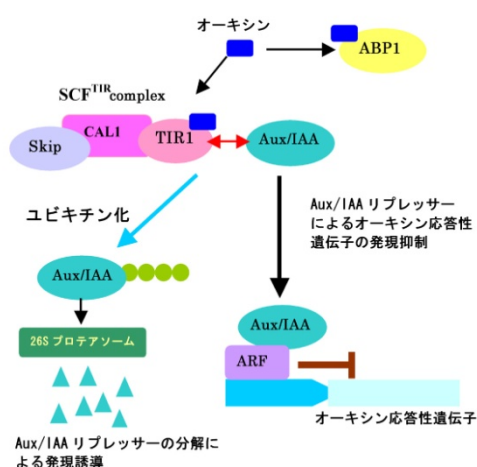 オーキシン
ABP1
SCFTIRcomplex
Skip
CAL1
TIR1
Aux/IAA
ユビキチン化
Aux/IAA リプレッサー
によるオーキシン応答性
遺伝子の発現抑制
Aux/IAA
Aux/IAA
26S プロテアソーム
ARF
オーキシン応答性遺伝子
Aux/IAA リプレッサーの分解に
よる発現誘導